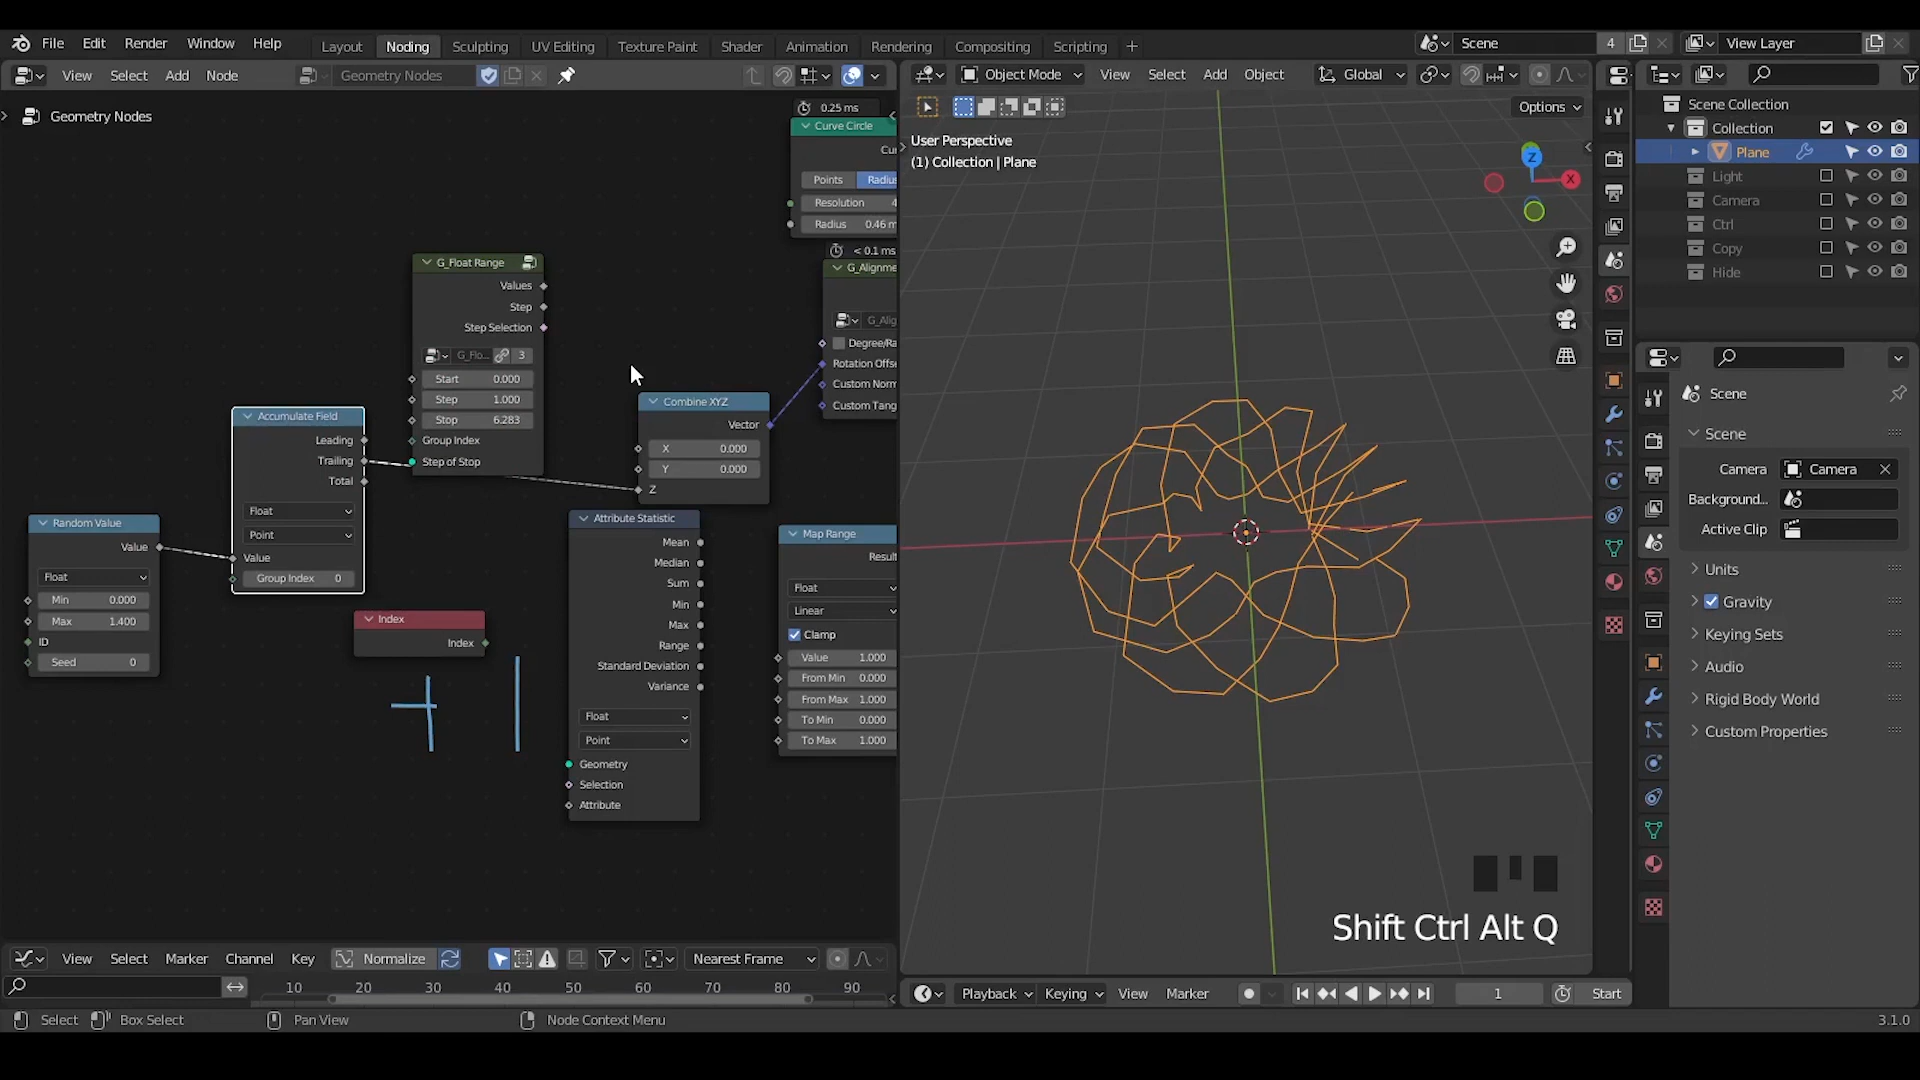 File Edit Render Window Help Layout Noding Sculpting UV Editing Texture Paint Shader Animation Rendering Compositing Scripting + Scene 4 View Layer
View Select Add Node Geometry Nodes
Object Mode View Select Add Object Global
Options
Geometry Nodes
User Perspective
(1) Collection | Plane
0.25 ms
Curve Circle
Cu
Points Radiu
Resolution 4
Radius 0.46 m
< 0.1 ms
G_Alignme
G_Alig
Degree/Ra
Rotation Offse
Custom Norm
Custom Tang
G_Float Range
Values
Step
Step Selection
G_Flo... 3
Start 0.000
Step 1.000
Stop 6.283
Group Index
Step of Stop
Combine XYZ
Vector
X 0.000
Y 0.000
Z
Accumulate Field
Leading
Trailing
Total
Float
Point
Value
Group Index 0
Random Value
Value
Float
Min 0.000
Max 1.400
ID
Seed 0
Index
Index
Attribute Statistic
Mean
Median
Sum
Min
Max
Range
Standard Deviation
Variance
Float
Point
Geometry
Selection
Attribute
Map Range
Result
Float
Linear
Clamp
Value 1.000
From Min 0.000
From Max 1.000
To Min 0.000
To Max 1.000
Z
X
Shift Ctrl Alt Q
Scene Collection
Collection
Plane
Light
Camera
Ctrl
Copy
Hide
Scene
Scene
Camera Camera
Background...
Active Clip
Units
Gravity
Keying Sets
Audio
Rigid Body World
Custom Properties
View Select Marker Channel Key Normalize Nearest Frame
10 20 30 40 50 60 70 80 90
Playback Keying View Marker 1 Start
Select Box Select Pan View Node Context Menu 3.1.0